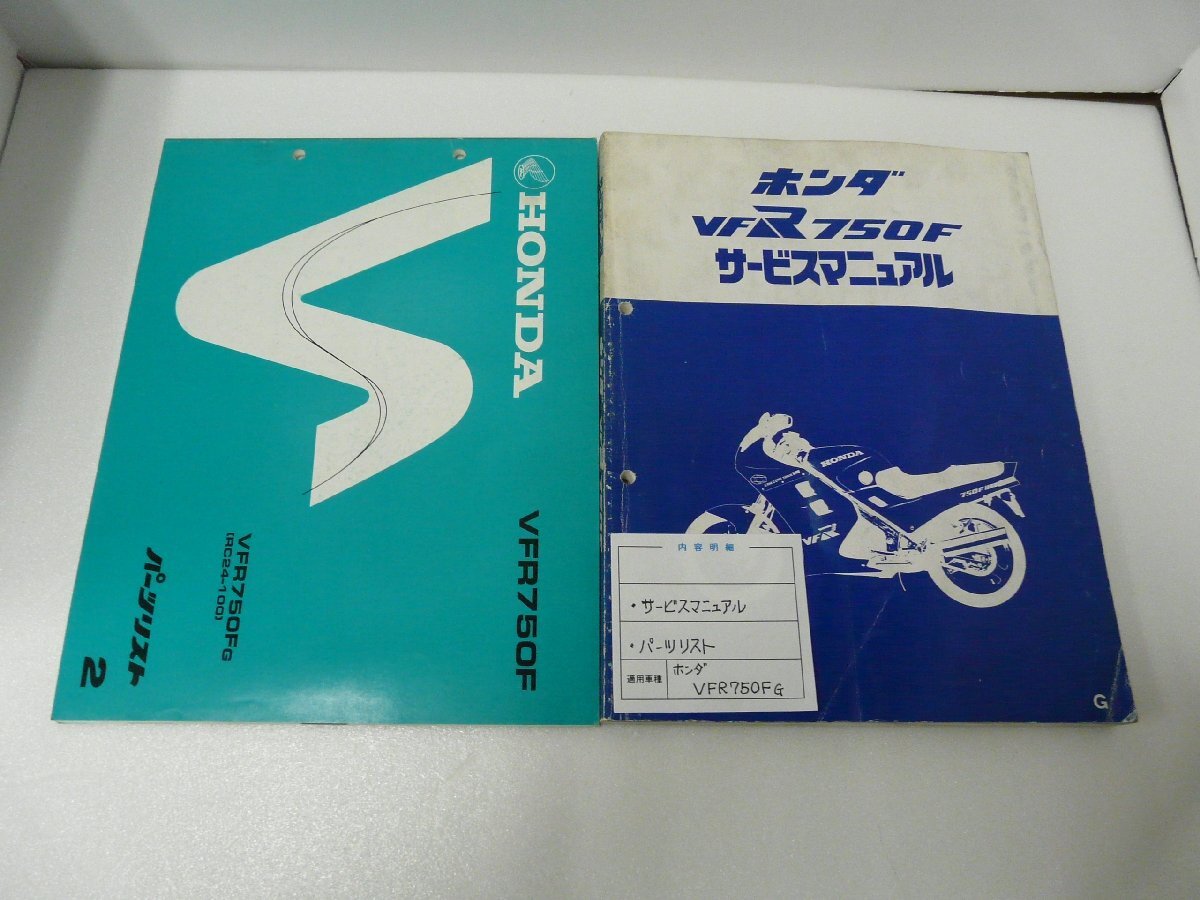 HONDA
VFR750F
VFR750FG
(RC24-100)
パーツリスト
2
ホンダ
VFR750F
サービスマニュアル
HONDA
750F
VFR
内容明細
・サービスマニュアル
・パーツリスト
適用車種
ホンダ
VFR750FG
G